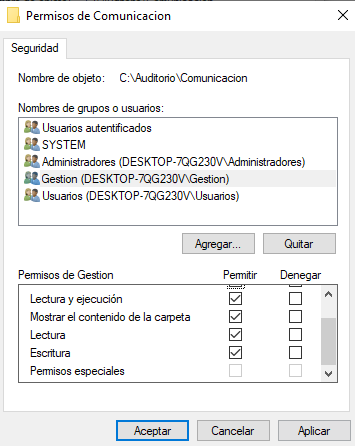 Permisos de Comunicacion
Seguridad
Nombre de objeto: C:\Auditorio\Comunicacion
Nombres de grupos o usuarios:
Usuarios autentificados
SYSTEM
Administradores (DESKTOP-7QG230V\Administradores)
Gestion (DESKTOP-7QG230V\Gestion)
Usuarios (DESKTOP-7QG230V\Usuarios)
Agregar... Quitar
Permisos de Gestion Permitir Denegar
Lectura y ejecución
Mostrar el contenido de la carpeta
Lectura
Escritura
Permisos especiales
Aceptar Cancelar Aplicar